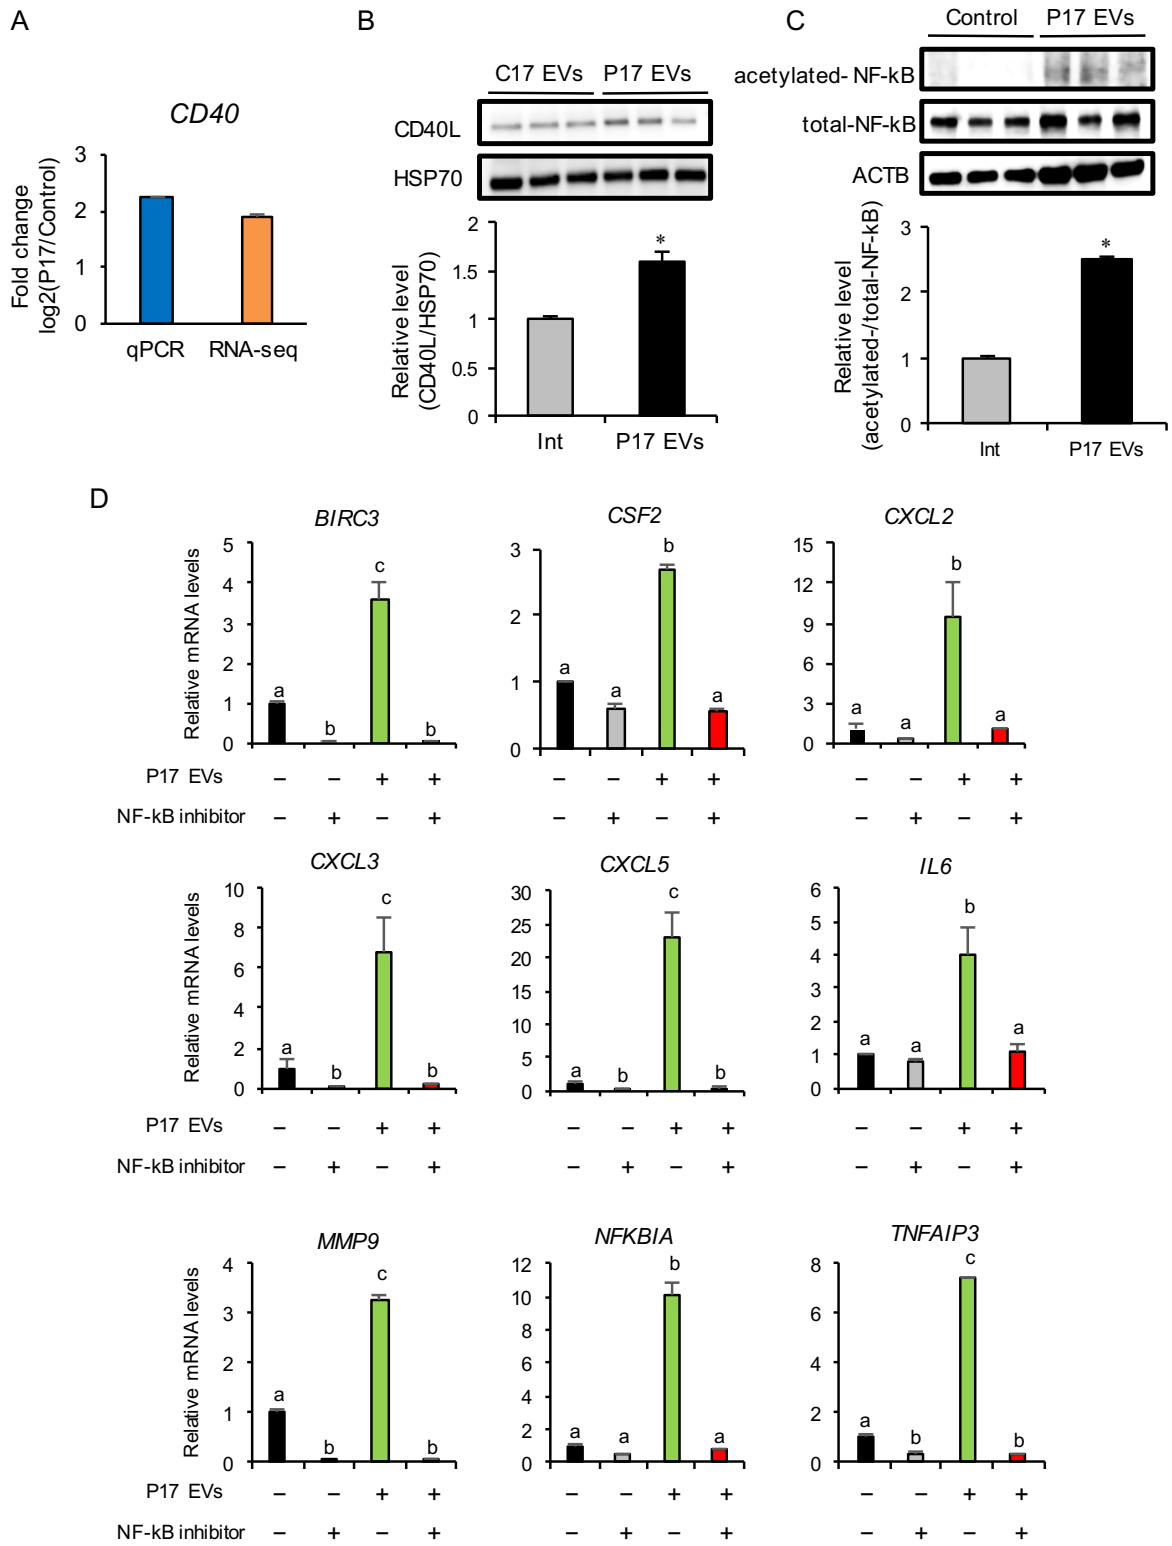 A
CD40
Fold change
log2(P17/Control)
3
2
1
0
qPCR RNA-seq
B
C17 EVs P17 EVs
CD40L
HSP70
Relative level
(CD40L/HSP70)
2
1.5
1
0.5
0
*
Int P17 EVs
C
Control P17 EVs
acetylated- NF-kB
total-NF-kB
ACTB
Relative level
(acetylated-/total-NF-kB)
3
2
1
0
*
Int P17 EVs
D
BIRC3
Relative mRNA levels
5
4
3
2
1
0
a b c b
CSF2
3
2
1
0
a a b a
CXCL2
15
12
9
6
3
0
a a b a
P17 EVs − − + + − − + + − − + +
NF-kB inhibitor − + − + − + − + − + − +
CXCL3
Relative mRNA levels
10
8
6
4
2
0
a b c b
CXCL5
30
25
20
15
10
5
0
a b c b
IL6
6
5
4
3
2
1
0
a a b a
P17 EVs − − + + − − + + − − + +
NF-kB inhibitor − + − + − + − + − + − +
MMP9
Relative mRNA levels
4
3
2
1
0
a b c b
NFKBIA
12
10
8
6
4
2
0
a a b a
TNFAIP3
8
6
4
2
0
a b c b
P17 EVs − − + + − − + + − − + +
NF-kB inhibitor − + − + − + − + − + − +